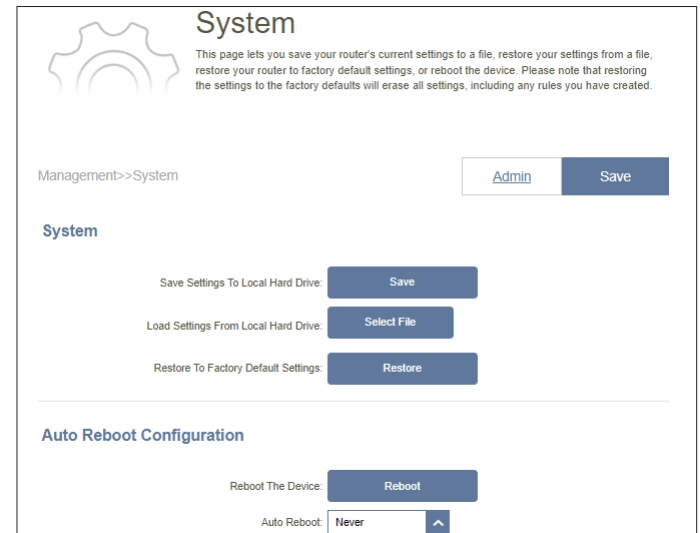 System
This page lets you save your router's current settings to a file, restore your settings from a file,
restore your router to factory default settings, or reboot the device. Please note that restoring
the settings to the factory defaults will erase all settings, including any rules you have created.
Management>>System
Admin
Save
System
Save Settings To Local Hard Drive:
Save
Load Settings From Local Hard Drive:
Select File
Restore To Factory Default Settings:
Restore
Auto Reboot Configuration
Reboot The Device:
Reboot
Auto Reboot:
Never